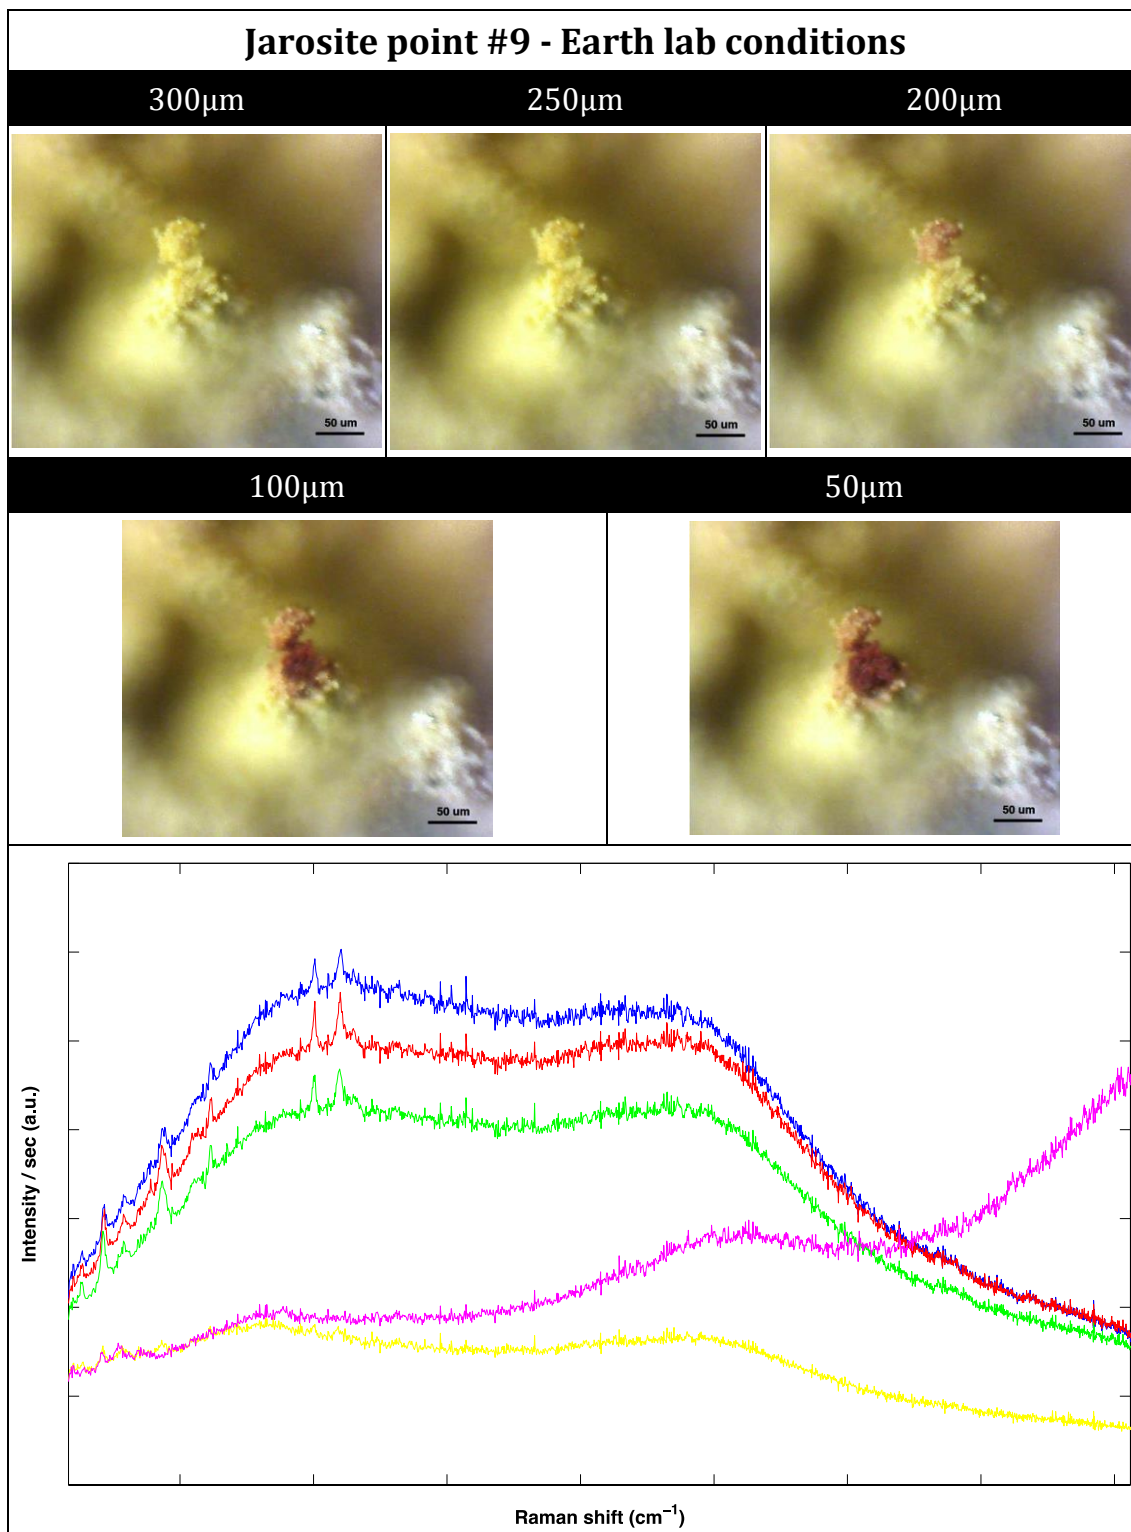 Jarosite point #9 - Earth lab conditions
300μm 250μm 200μm
50 um 50 um 50 um
100μm 50μm
50 um 50 um
Intensity / sec (a.u.)
Raman shift (cm⁻¹)